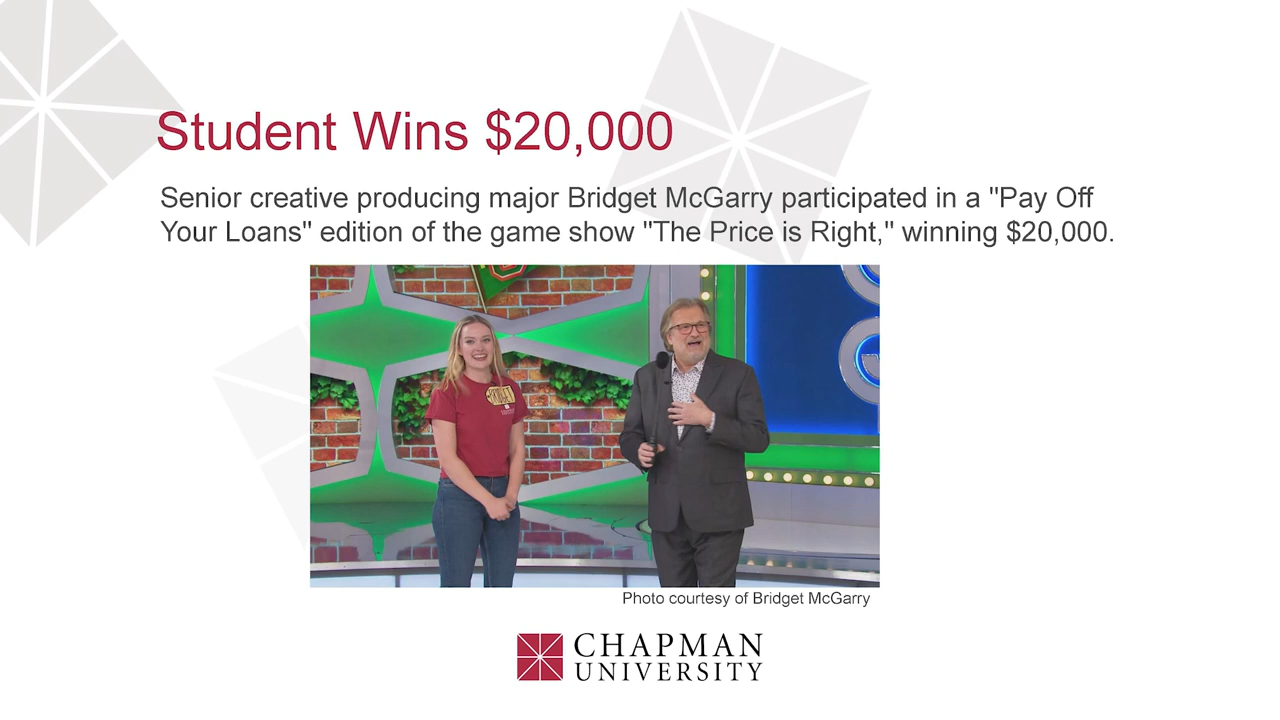 Student Wins $20,000
Senior creative producing major Bridget McGarry participated in a "Pay Off
Your Loans" edition of the game show "The Price is Right," winning $20,000.
BRIDGET
Photo courtesy of Bridget McGarry
CHAPMAN
UNIVERSITY